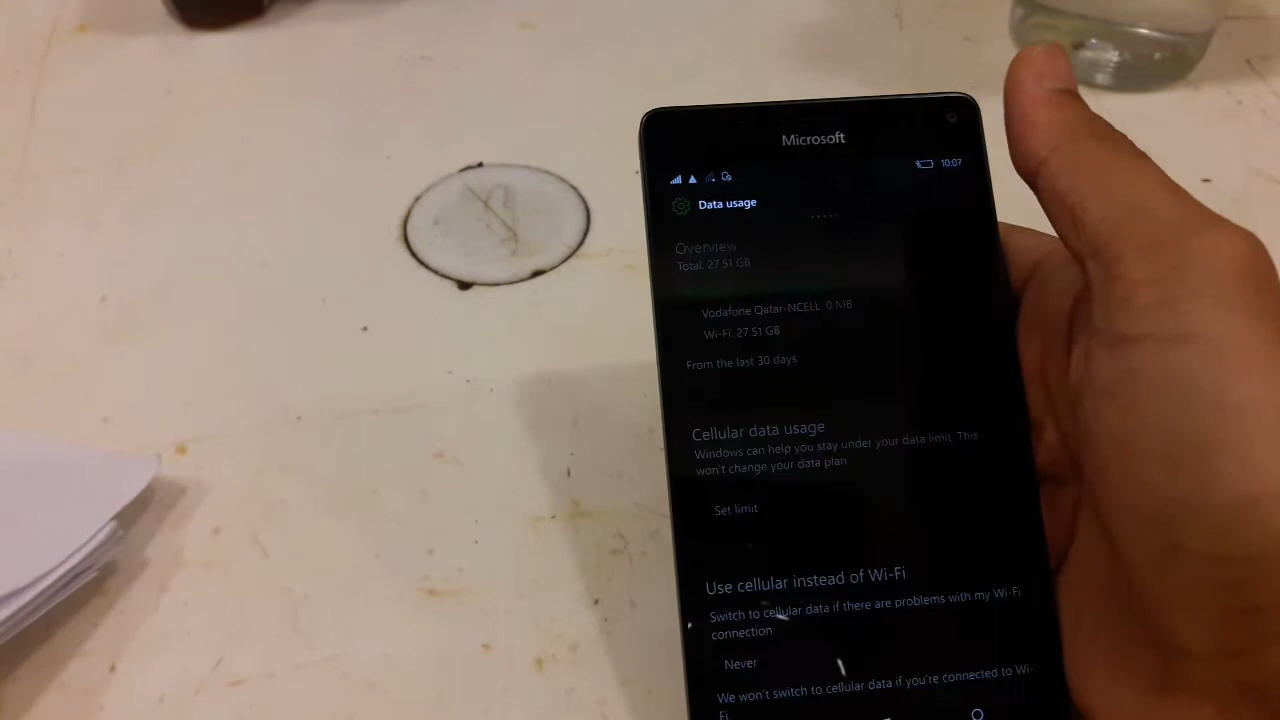 Microsoft
10:07
Data usage
Overview
Total: 27.51 GB
Vodafone Qatar-NCELL 0 MB
Wi-Fi: 27.51 GB
From the last 30 days
Cellular data usage
Windows can help you stay under your data limit. This
won't change your data plan
Set limit
Use cellular instead of Wi-Fi
Switch to cellular data if there are problems with my Wi-Fi
connection
Never
We won't switch to cellular data if you're connected to Wi-
Fi.